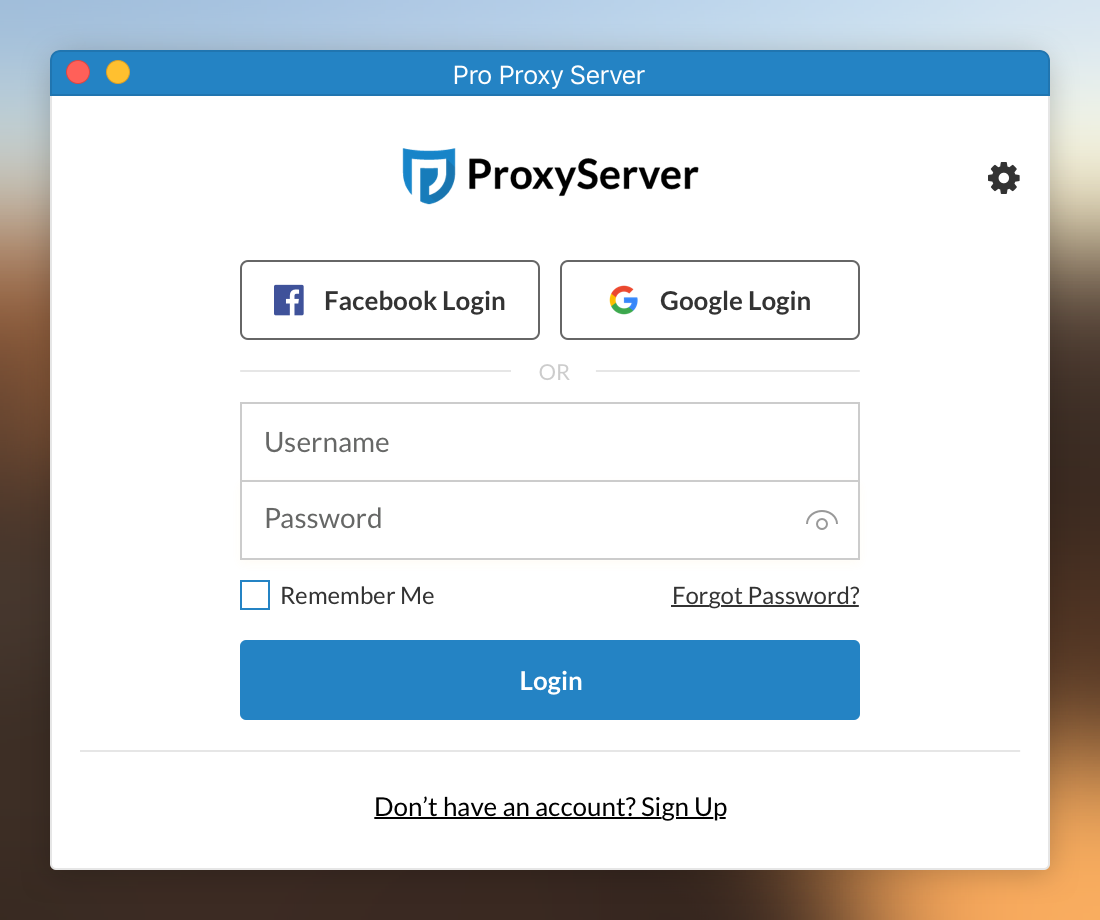 Pro Proxy Server
ProxyServer
Facebook Login
Google Login
OR
Username
Password
Remember Me
Forgot Password?
Login
Don’t have an account? Sign Up